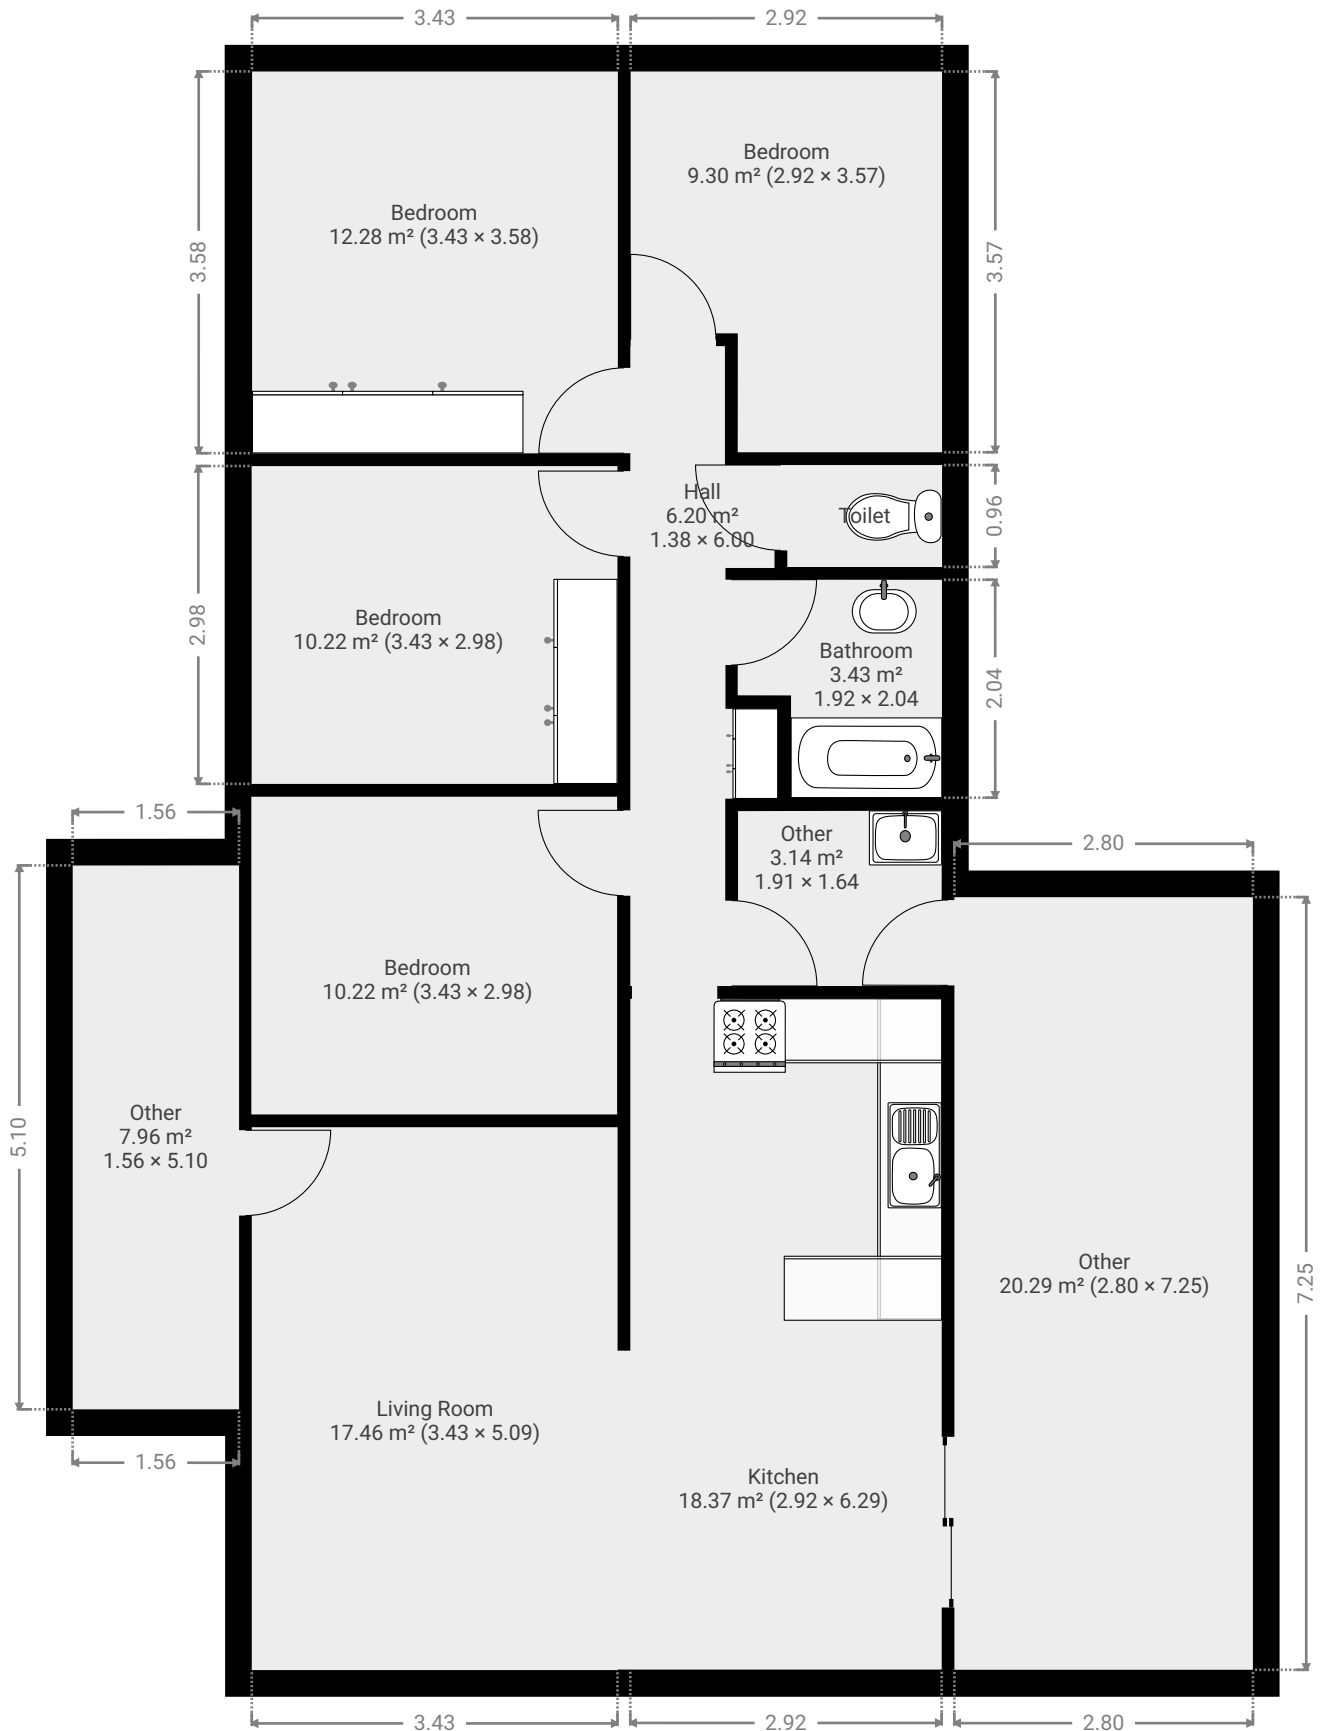 3.43
2.92
3.58
Bedroom
12.28 m² (3.43 × 3.58)
Bedroom
9.30 m² (2.92 × 3.57)
3.57
Hall
6.20 m²
1.38 × 6.00
Toilet
0.96
2.98
Bedroom
10.22 m² (3.43 × 2.98)
Bathroom
3.43 m²
1.92 × 2.04
2.04
1.56
Other
3.14 m²
1.91 × 1.64
2.80
Bedroom
10.22 m² (3.43 × 2.98)
5.10
Other
7.96 m²
1.56 × 5.10
Other
20.29 m² (2.80 × 7.25)
7.25
Living Room
17.46 m² (3.43 × 5.09)
1.56
Kitchen
18.37 m² (2.92 × 6.29)
3.43
2.92
2.80